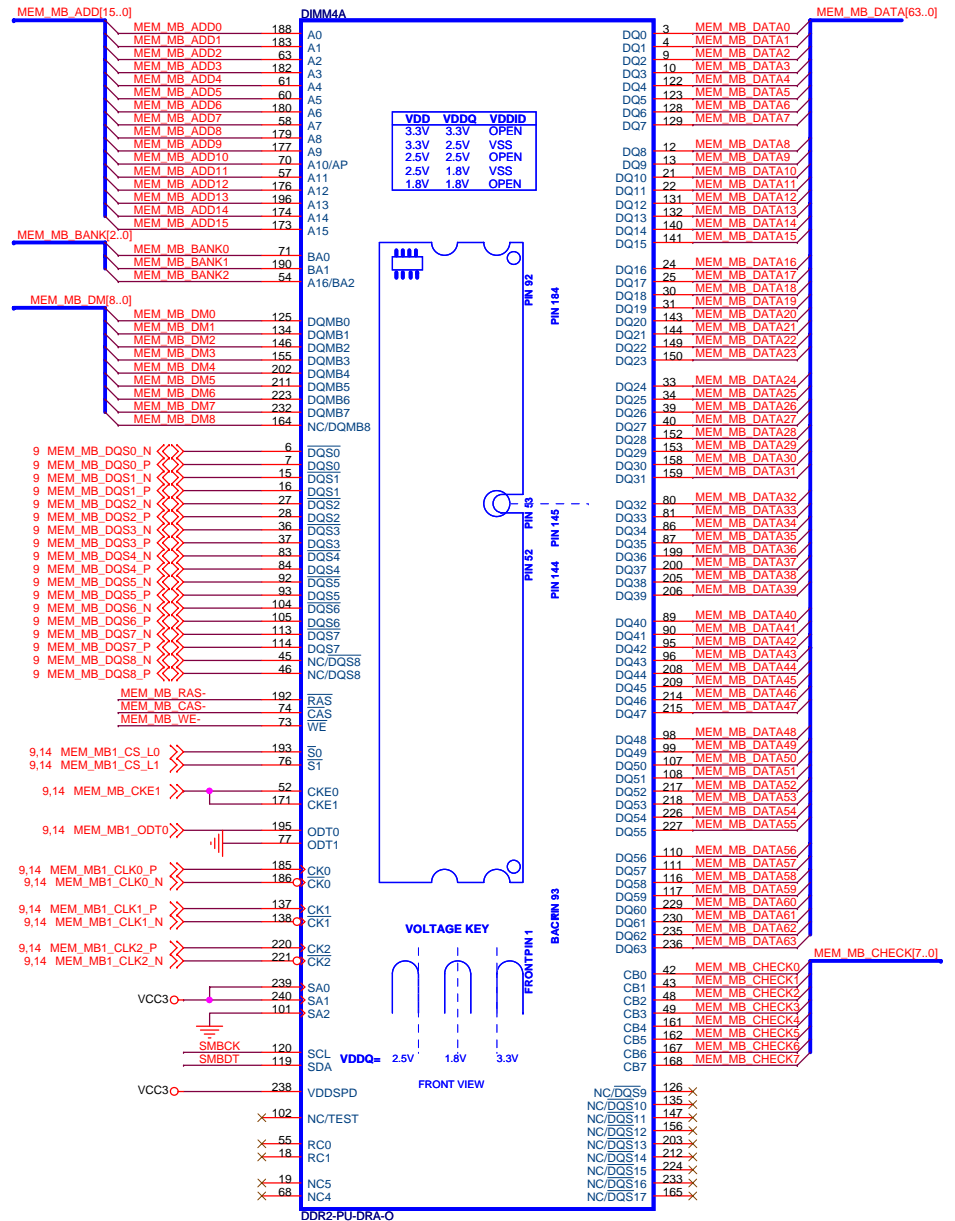 MEM_MB_ADD[15..0] DIMM4A MEM_MB_DATA[63..0]
MEM_MB_ADD0 188 A0 DQ0 3 MEM_MB_DATA0
MEM_MB_ADD1 183 A1 DQ1 4 MEM_MB_DATA1
MEM_MB_ADD2 63 A2 DQ2 9 MEM_MB_DATA2
MEM_MB_ADD3 182 A3 DQ3 10 MEM_MB_DATA3
MEM_MB_ADD4 61 A4 DQ4 122 MEM_MB_DATA4
MEM_MB_ADD5 60 A5 DQ5 123 MEM_MB_DATA5
MEM_MB_ADD6 180 A6 DQ6 128 MEM_MB_DATA6
MEM_MB_ADD7 58 A7 DQ7 129 MEM_MB_DATA7
MEM_MB_ADD8 179 A8
MEM_MB_ADD9 177 A9 DQ8 12 MEM_MB_DATA8
MEM_MB_ADD10 70 A10/AP DQ9 13 MEM_MB_DATA9
MEM_MB_ADD11 57 A11 DQ10 21 MEM_MB_DATA10
MEM_MB_ADD12 176 A12 DQ11 22 MEM_MB_DATA11
MEM_MB_ADD13 196 A13 DQ12 131 MEM_MB_DATA12
MEM_MB_ADD14 174 A14 DQ13 132 MEM_MB_DATA13
MEM_MB_ADD15 173 A15 DQ14 140 MEM_MB_DATA14
DQ15 141 MEM_MB_DATA15
VDD VDDQ VDDID
3.3V 3.3V OPEN
3.3V 2.5V VSS
2.5V 2.5V OPEN
2.5V 1.8V VSS
1.8V 1.8V OPEN
MEM_MB_BANK[2..0]
MEM_MB_BANK0 71 BA0
MEM_MB_BANK1 190 BA1 DQ16 24 MEM_MB_DATA16
MEM_MB_BANK2 54 A16/BA2 DQ17 25 MEM_MB_DATA17
DQ18 30 MEM_MB_DATA18
MEM_MB_DM[8..0] DQ19 31 MEM_MB_DATA19
MEM_MB_DM0 125 DQMB0 DQ20 143 MEM_MB_DATA20
MEM_MB_DM1 134 DQMB1 DQ21 144 MEM_MB_DATA21
MEM_MB_DM2 146 DQMB2 DQ22 149 MEM_MB_DATA22
MEM_MB_DM3 155 DQMB3 DQ23 150 MEM_MB_DATA23
MEM_MB_DM4 202 DQMB4
MEM_MB_DM5 211 DQMB5 DQ24 33 MEM_MB_DATA24
MEM_MB_DM6 223 DQMB6 DQ25 34 MEM_MB_DATA25
MEM_MB_DM7 232 DQMB7 DQ26 39 MEM_MB_DATA26
MEM_MB_DM8 164 NC/DQMB8 DQ27 40 MEM_MB_DATA27
DQ28 152 MEM_MB_DATA28
9 MEM_MB_DQS0_N 6 DQS0 DQ29 153 MEM_MB_DATA29
9 MEM_MB_DQS0_P 7 DQS0 DQ30 158 MEM_MB_DATA30
9 MEM_MB_DQS1_N 15 DQS1 DQ31 159 MEM_MB_DATA31
9 MEM_MB_DQS1_P 16 DQS1
9 MEM_MB_DQS2_N 27 DQS2 DQ32 80 MEM_MB_DATA32
9 MEM_MB_DQS2_P 28 DQS2 DQ33 81 MEM_MB_DATA33
9 MEM_MB_DQS3_N 36 DQS3 DQ34 86 MEM_MB_DATA34
9 MEM_MB_DQS3_P 37 DQS3 DQ35 87 MEM_MB_DATA35
9 MEM_MB_DQS4_N 83 DQS4 DQ36 199 MEM_MB_DATA36
9 MEM_MB_DQS4_P 84 DQS4 DQ37 200 MEM_MB_DATA37
9 MEM_MB_DQS5_N 92 DQS5 DQ38 205 MEM_MB_DATA38
9 MEM_MB_DQS5_P 93 DQS5 DQ39 206 MEM_MB_DATA39
9 MEM_MB_DQS6_N 104 DQS6
9 MEM_MB_DQS6_P 105 DQS6 DQ40 89 MEM_MB_DATA40
9 MEM_MB_DQS7_N 113 DQS7 DQ41 90 MEM_MB_DATA41
9 MEM_MB_DQS7_P 114 DQS7 DQ42 95 MEM_MB_DATA42
9 MEM_MB_DQS8_N 45 NC/DQS8 DQ43 96 MEM_MB_DATA43
9 MEM_MB_DQS8_P 46 NC/DQS8 DQ44 208 MEM_MB_DATA44
DQ45 209 MEM_MB_DATA45
MEM_MB_RAS- 192 RAS DQ46 214 MEM_MB_DATA46
MEM_MB_CAS- 74 CAS DQ47 215 MEM_MB_DATA47
MEM_MB_WE- 73 WE
DQ48 98 MEM_MB_DATA48
9,14 MEM_MB1_CS_L0 193 S0 DQ49 99 MEM_MB_DATA49
9,14 MEM_MB1_CS_L1 76 S1 DQ50 107 MEM_MB_DATA50
DQ51 108 MEM_MB_DATA51
9,14 MEM_MB_CKE1 52 CKE0 DQ52 217 MEM_MB_DATA52
171 CKE1 DQ53 218 MEM_MB_DATA53
DQ54 226 MEM_MB_DATA54
9,14 MEM_MB1_ODT0 195 ODT0 DQ55 227 MEM_MB_DATA55
77 ODT1
DQ56 110 MEM_MB_DATA56
9,14 MEM_MB1_CLK0_P 185 CK0 DQ57 111 MEM_MB_DATA57
9,14 MEM_MB1_CLK0_N 186 CK0 DQ58 116 MEM_MB_DATA58
DQ59 117 MEM_MB_DATA59
9,14 MEM_MB1_CLK1_P 137 CK1 DQ60 229 MEM_MB_DATA60
9,14 MEM_MB1_CLK1_N 138 CK1 DQ61 230 MEM_MB_DATA61
DQ62 235 MEM_MB_DATA62
9,14 MEM_MB1_CLK2_P 220 CK2 DQ63 236 MEM_MB_DATA63
9,14 MEM_MB1_CLK2_N 221 CK2
MEM_MB_CHECK[7..0]
CB0 42 MEM_MB_CHECK0
239 SA0 CB1 43 MEM_MB_CHECK1
VCC3 240 SA1 CB2 48 MEM_MB_CHECK2
101 SA2 CB3 49 MEM_MB_CHECK3
CB4 161 MEM_MB_CHECK4
CB5 162 MEM_MB_CHECK5
SMBCK 120 SCL CB6 167 MEM_MB_CHECK6
SMBDT 119 SDA CB7 168 MEM_MB_CHECK7
PIN 92
PIN 184
PIN 53
PIN 145
PIN 52
PIN 144
BACKPIN 93
FRONTPIN 1
VOLTAGE KEY
VDDQ= 2.5V 1.8V 3.3V
FRONT VIEW
VCC3 238 VDDSPD NC/DQS9 126
NC/DQS10 135
102 NC/TEST NC/DQS11 147
NC/DQS12 156
55 RC0 NC/DQS13 203
18 RC1 NC/DQS14 212
NC/DQS15 224
19 NC5 NC/DQS16 233
68 NC4 NC/DQS17 165
DDR2-PU-DRA-O